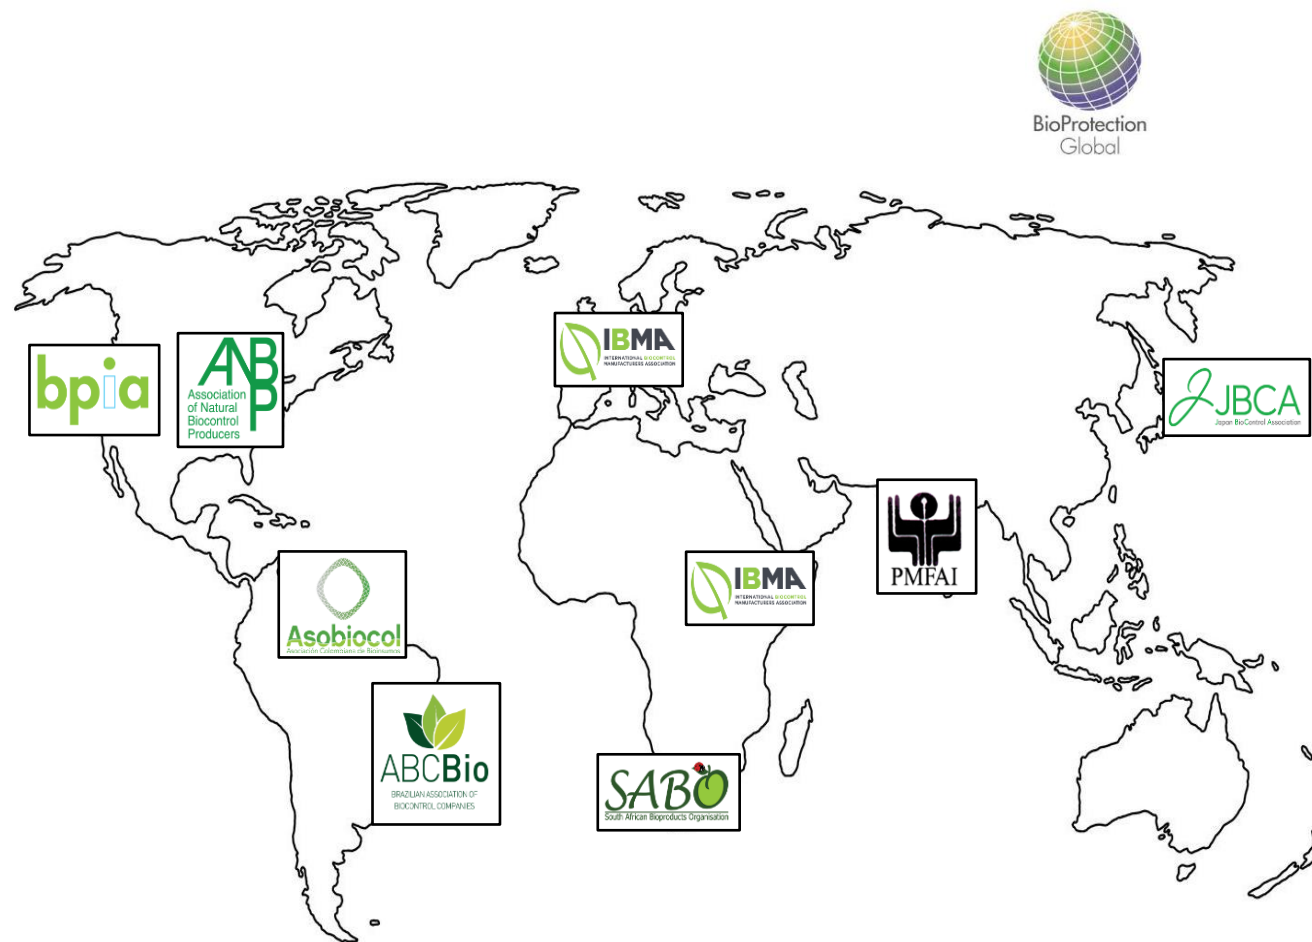 BioProtection
Global
bpia
ANBP
Association
of Natural
Biocontrol
Producers
IBMA
INTERNATIONAL BIOCONTROL
MANUFACTURERS ASSOCIATION
JBCA
Japan BioControl Association
PMFAI
IBMA
INTERNATIONAL BIOCONTROL
MANUFACTURERS ASSOCIATION
Asobiocol
Asociación Colombiana de Bioinsumos
ABCBio
BRAZILIAN ASSOCIATION OF
BIOCONTROL COMPANIES
SABO
South African Bioproducts Organisation